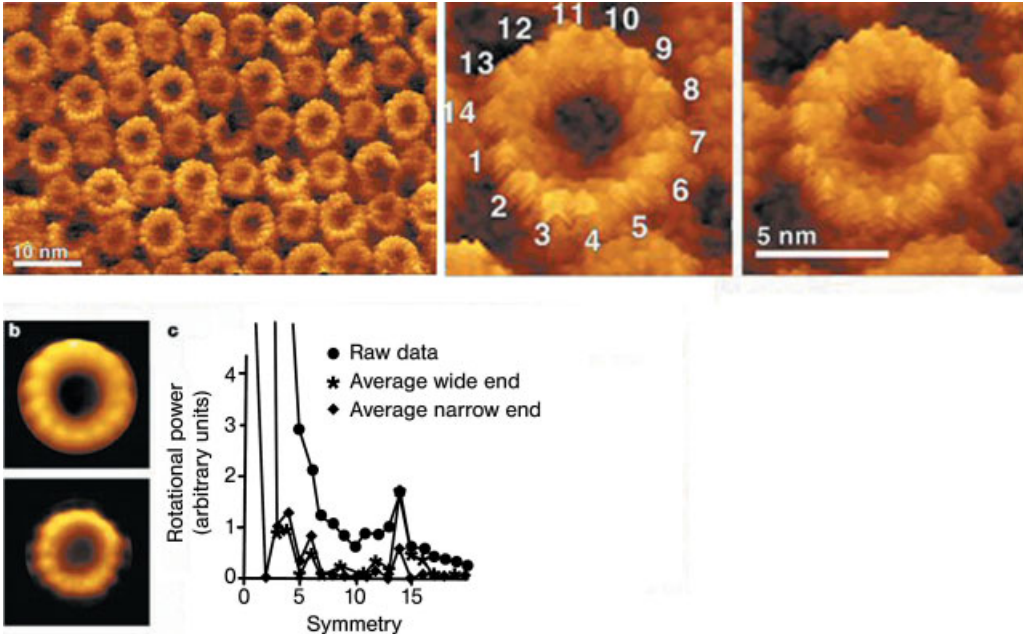 10 nm
11
10
12
9
13
8
14
7
1
6
2
5
3
4
5 nm
b
c
Raw data
Average wide end
Average narrow end
Rotational power
(arbitrary units)
4
3
2
1
0
0 5 10 15
Symmetry